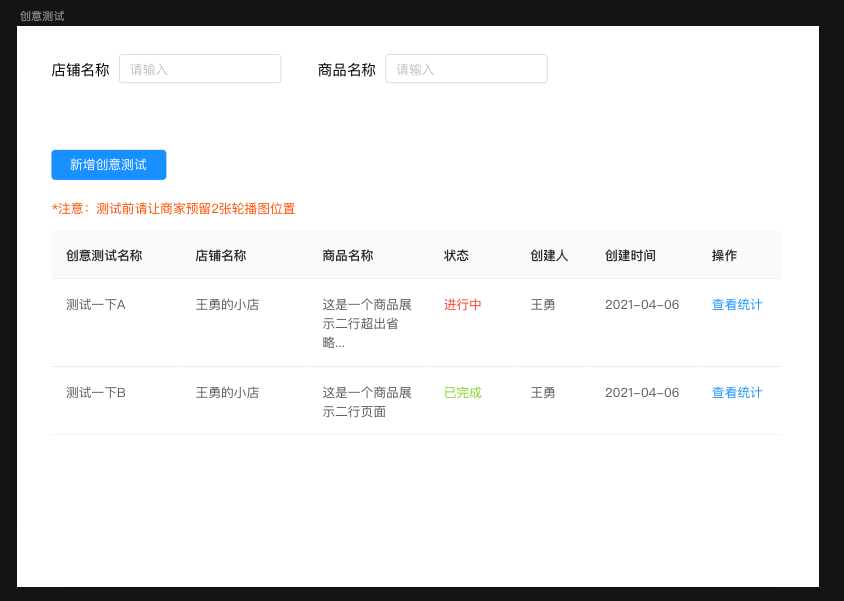 创意测试
店铺名称 请输入 商品名称 请输入
新增创意测试
*注意：测试前请让商家预留2张轮播图位置
创意测试名称 店铺名称 商品名称 状态 创建人 创建时间 操作
测试一下A 王勇的小店 这是一个商品展 进行中 王勇 2021-04-06 查看统计
示二行超出省
略...
测试一下B 王勇的小店 这是一个商品展 已完成 王勇 2021-04-06 查看统计
示二行页面